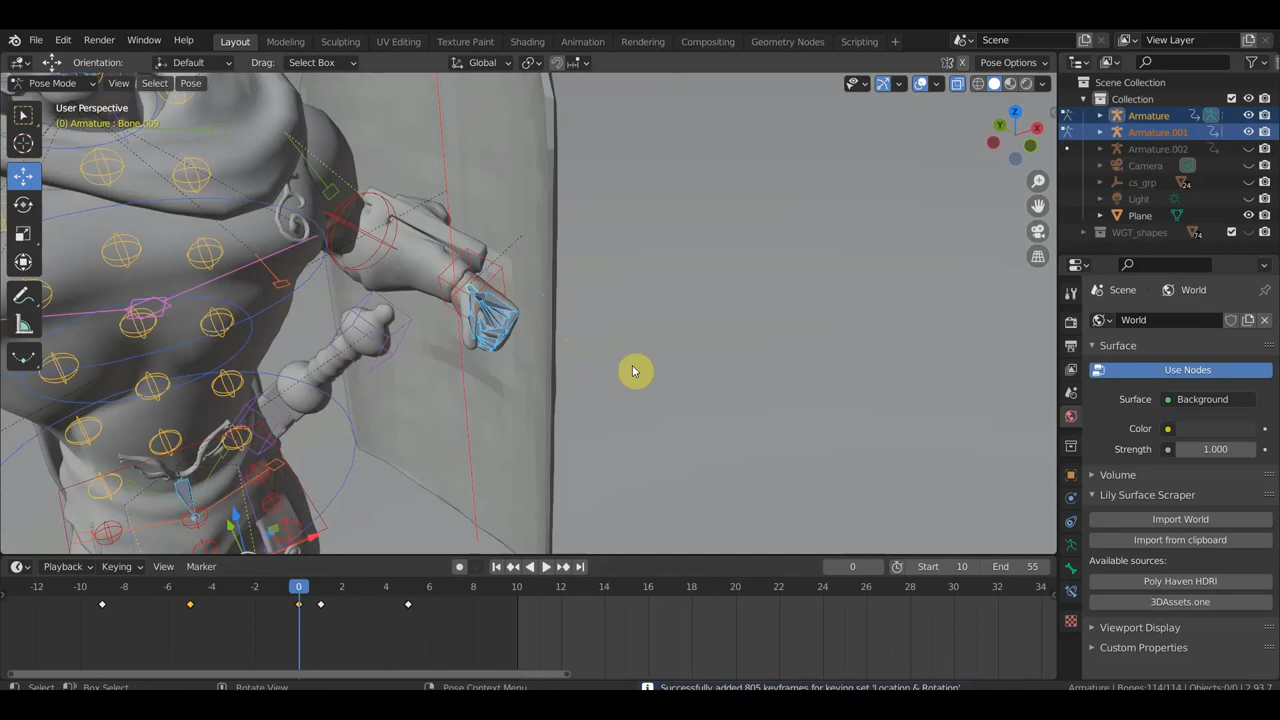 File Edit Render Window Help Layout Modeling Sculpting UV Editing Texture Paint Shading Animation Rendering Compositing Geometry Nodes Scripting + Scene View Layer
Orientation: Default Drag: Select Box Global Pose Options
Pose Mode View Select Pose
User Perspective
(0) Armature : Bone.009
Z
Y
X
Scene Collection
Collection
Armature
Armature.001
Armature.002
Camera
cs_grp 24
Light
Plane
WGT_shapes 74
Scene World
World
Surface
Use Nodes
Surface Background
Color
Strength 1.000
Volume
Lily Surface Scraper
Import World
Import from clipboard
Available sources:
Poly Haven HDRI
3DAssets.one
Viewport Display
Custom Properties
Playback Keying View Marker 0 Start 10 End 55
-12 -10 -8 -6 -4 -2 0 2 4 6 8 10 12 14 16 18 20 22 24 26 28 30 32 34
Select Box Select Rotate View Pose Context Menu Successfully added 805 keyframes for keying set 'Location & Rotation' Armature | Bones:114/114 | Objects:0/0 | 2.93.7